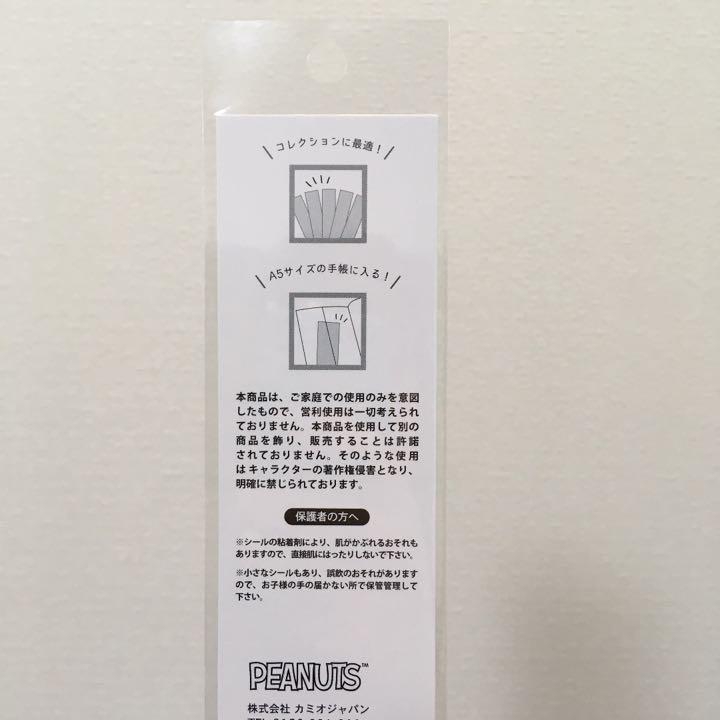 コレクションに最適！
A5サイズの手帳に入る！
本商品は、ご家庭での使用のみを意図
したもので、営利使用は一切考えられ
ておりません。本商品を使用して別の
商品を飾り、販売することは許諾
されておりません。そのような使用
はキャラクターの著作権侵害となり、
明確に禁じられております。
保護者の方へ
※シールの粘着剤により、肌がかぶれるおそれも
ありますので、直接肌にはったりしないで下さい。
※小さなシールもあり、誤飲のおそれがあります
ので、お子様の手の届かない所で保管管理して
下さい。
PEANUTS™
株式会社 カミオジャパン